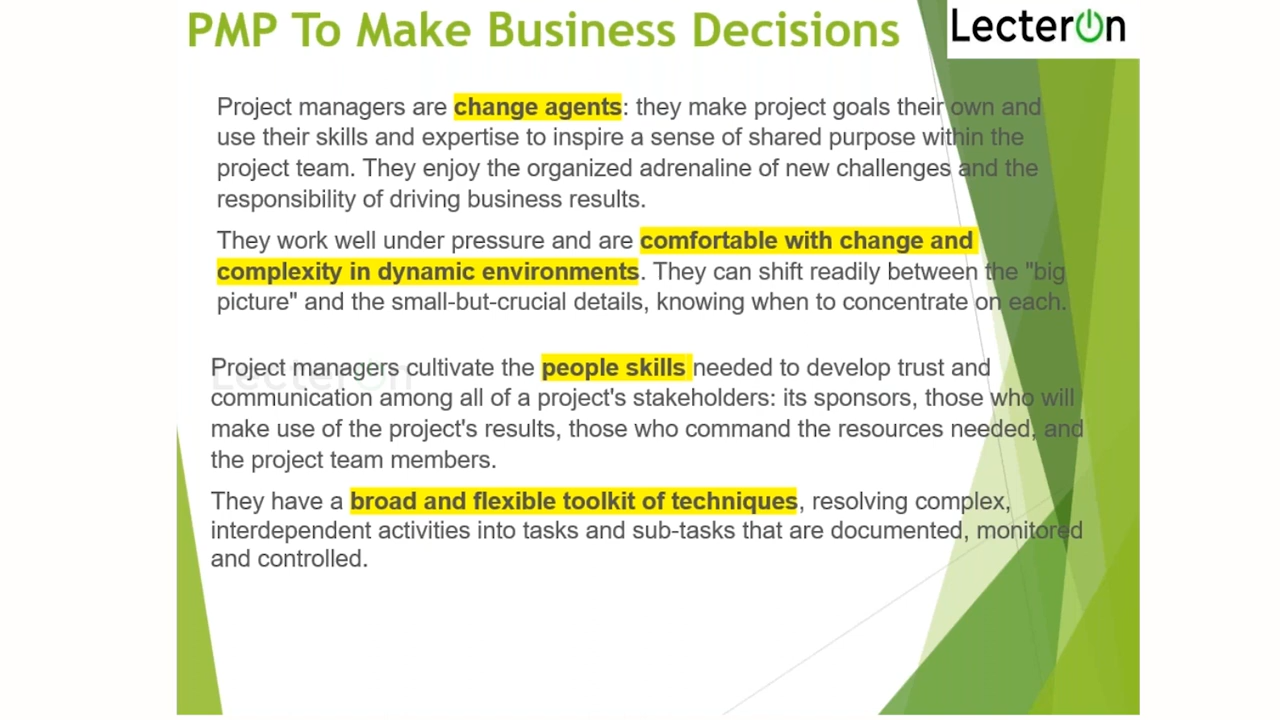 PMP To Make Business Decisions
LecterOn
Project managers are change agents: they make project goals their own and
use their skills and expertise to inspire a sense of shared purpose within the
project team. They enjoy the organized adrenaline of new challenges and the
responsibility of driving business results.
They work well under pressure and are comfortable with change and
complexity in dynamic environments. They can shift readily between the "big
picture" and the small-but-crucial details, knowing when to concentrate on each.
LecterOn
Project managers cultivate the people skills needed to develop trust and
communication among all of a project's stakeholders: its sponsors, those who will
make use of the project's results, those who command the resources needed, and
the project team members.
They have a broad and flexible toolkit of techniques, resolving complex,
interdependent activities into tasks and sub-tasks that are documented, monitored
and controlled.